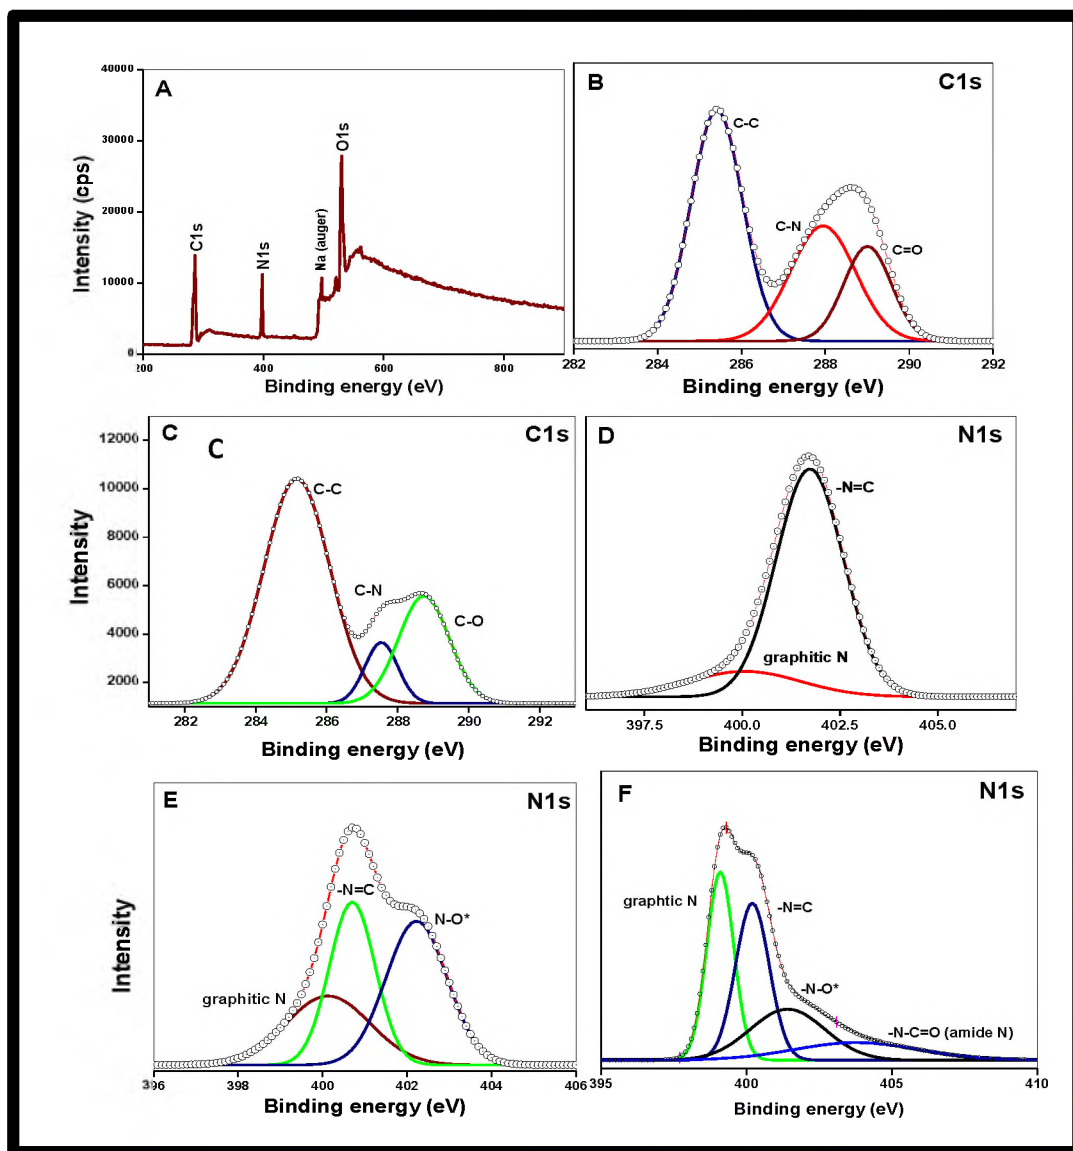 A
Intensity (cps)
40000
30000
20000
10000
0
C1s
N1s
Na (auger)
O1s
200
400
600
800
Binding energy (eV)
B
C1s
C-C
C-N
C=O
282
284
286
288
290
292
Binding energy (eV)
C
C
C1s
Intensity
12000
10000
8000
6000
4000
2000
C-C
C-N
C-O
282
284
286
288
290
292
Binding energy (eV)
D
N1s
-N=C
graphitic N
397.5
400.0
402.5
405.0
Binding energy (eV)
E
N1s
Intensity
-N=C
N-O*
graphitic N
396
398
400
402
404
406
Binding energy (eV)
F
N1s
graphtic N
-N=C
-N-O*
-N-C=O (amide N)
395
400
405
410
Binding energy (eV)